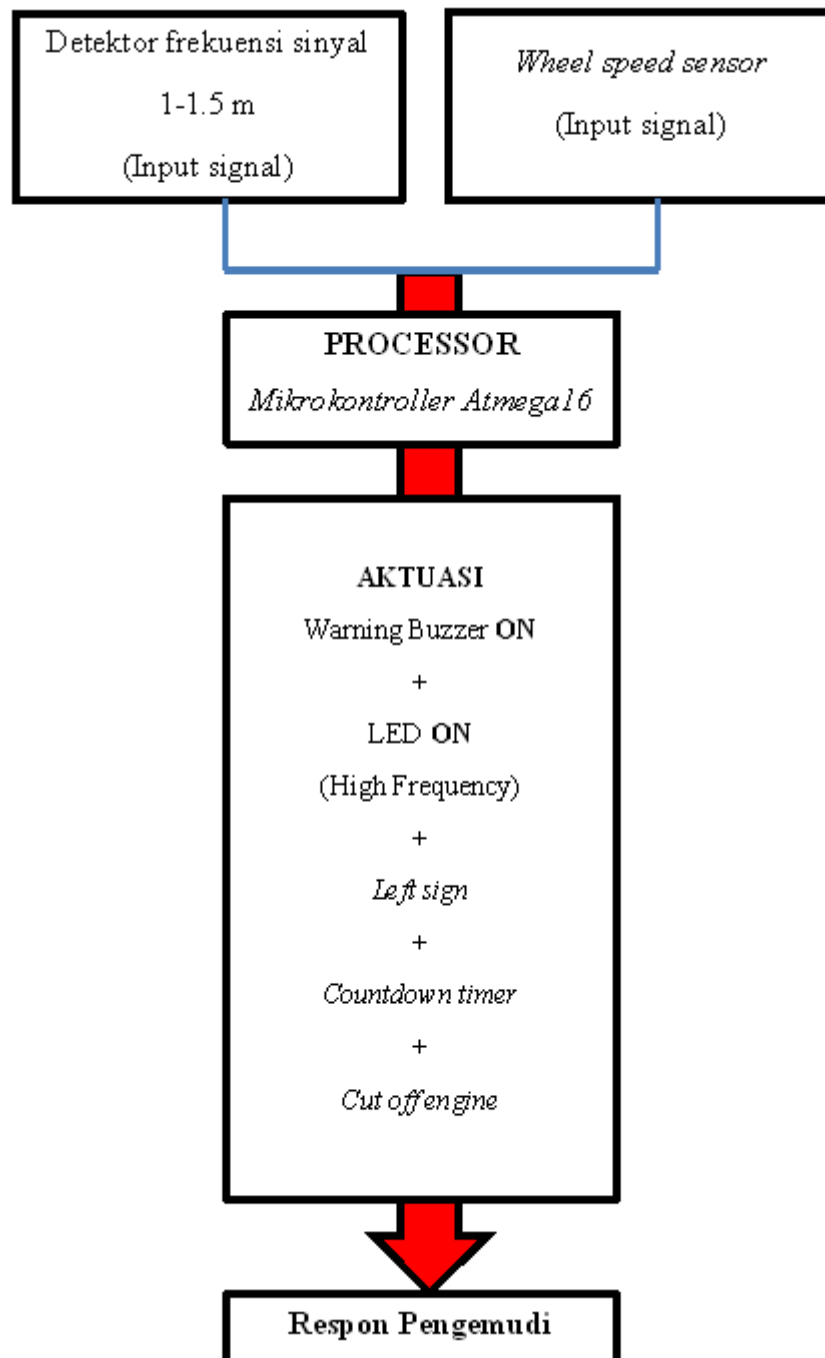 Detektor frekuensi sinyal
1-1.5 m
(Input signal)
Wheel speed sensor
(Input signal)
PROCESSOR
Mikrokontroller Atmega16
AKTUASI
Warning Buzzer ON
+
LED ON
(High Frequency)
+
Left sign
+
Countdown timer
+
Cut off engine
Respon Pengemudi